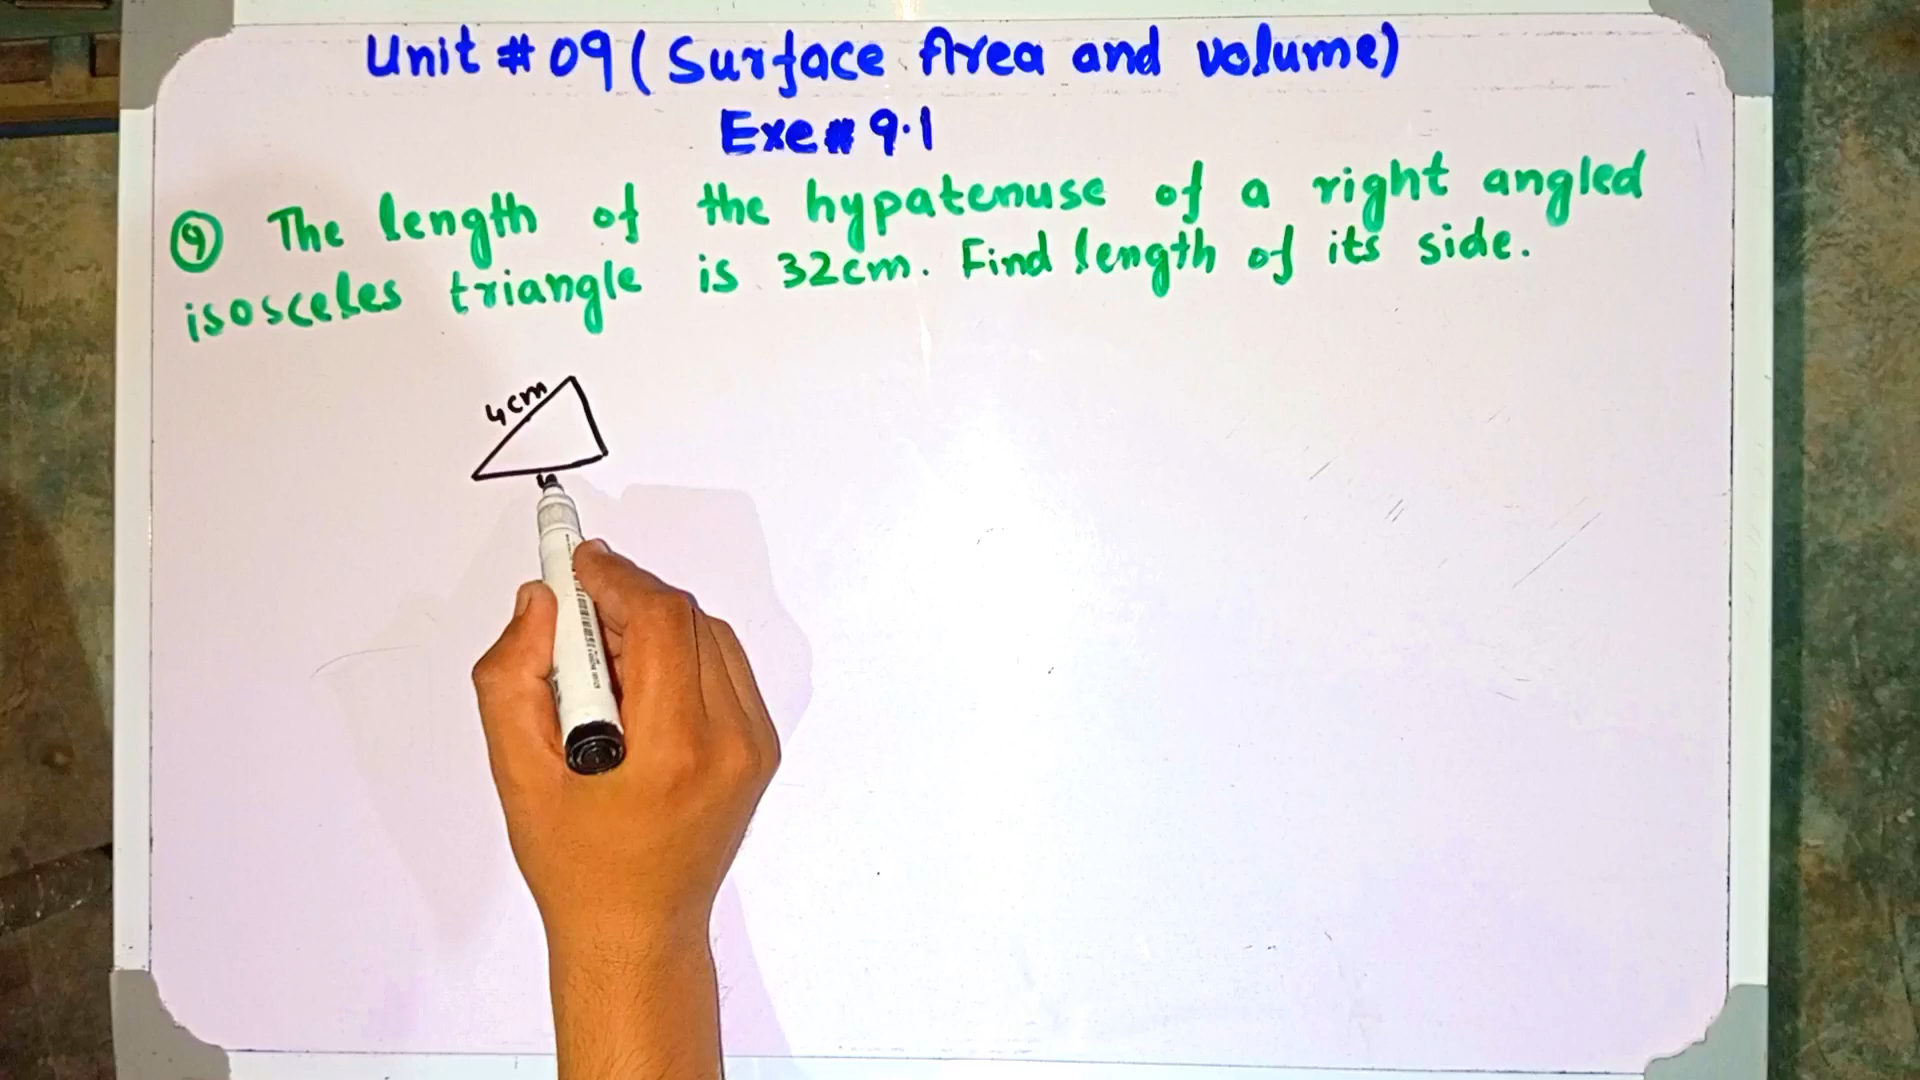 Unit # 09 ( Surface Area and volume)
Exe # 9.1
9 The length of the hypatenuse of a right angled
isosceles triangle is 32cm. Find length of its side.
4cm